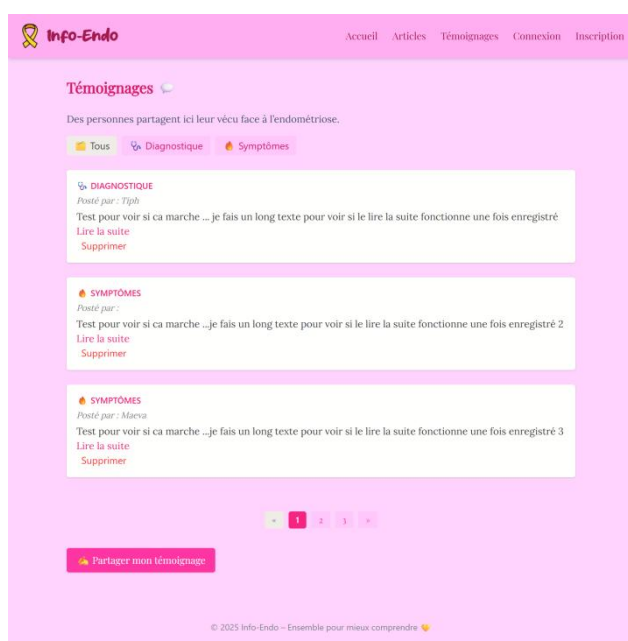 Info-Endo
Accueil Articles Témoignages Connexion Inscription
Témoignages
Des personnes partagent ici leur vécu face à l'endométriose.
Tous Diagnostique Symptômes
DIAGNOSTIQUE
Posté par : Tiph
Test pour voir si ca marche ... je fais un long texte pour voir si le lire la suite fonctionne une fois enregistré
Lire la suite
Supprimer
SYMPTÔMES
Posté par :
Test pour voir si ca marche ...je fais un long texte pour voir si le lire la suite fonctionne une fois enregistré 2
Lire la suite
Supprimer
SYMPTÔMES
Posté par : Maeva
Test pour voir si ca marche ...je fais un long texte pour voir si le lire la suite fonctionne une fois enregistré 3
Lire la suite
Supprimer
« 1 2 3 »
Partager mon témoignage
© 2025 Info-Endo – Ensemble pour mieux comprendre